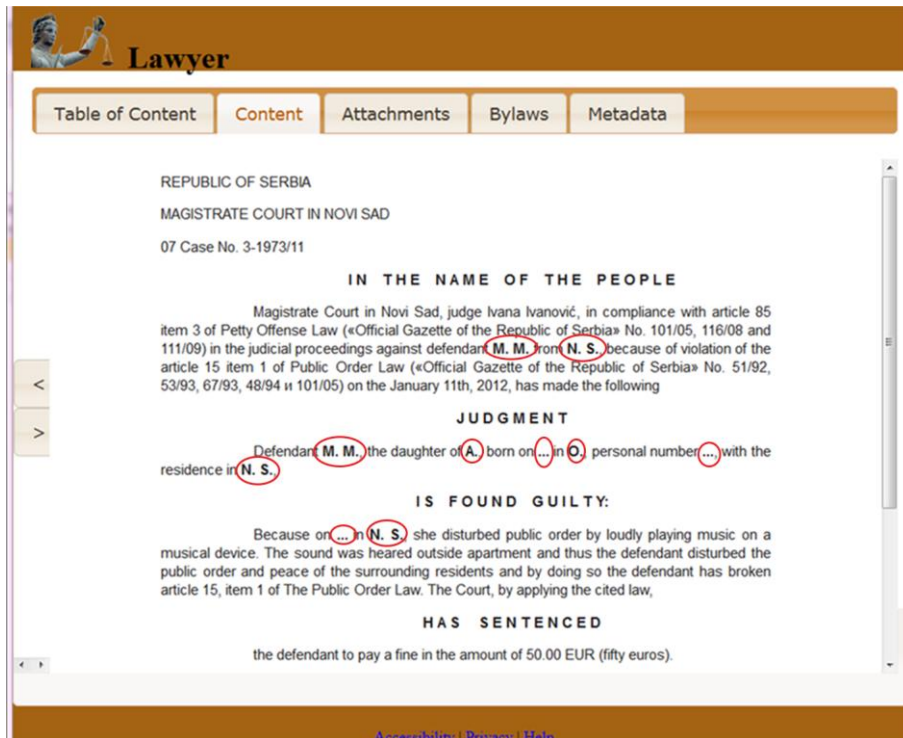 Lawyer
Table of Content Content Attachments Bylaws Metadata
REPUBLIC OF SERBIA
MAGISTRATE COURT IN NOVI SAD
07 Case No. 3-1973/11
IN THE NAME OF THE PEOPLE
Magistrate Court in Novi Sad, judge Ivana Ivanović, in compliance with article 85
item 3 of Petty Offense Law («Official Gazette of the Republic of Serbia» No. 101/05, 116/08 and
111/09) in the judicial proceedings against defendant M. M. from N. S. because of violation of the
article 15 item 1 of Public Order Law («Official Gazette of the Republic of Serbia» No. 51/92,
<
53/93, 67/93, 48/94 и 101/05) on the January 11th, 2012, has made the following
JUDGMENT
>
Defendant M. M., the daughter of A. born on ... in O., personal number ..., with the
residence in N. S.,
IS FOUND GUILTY:
Because on ... in N. S., she disturbed public order by loudly playing music on a
musical device. The sound was heared outside apartment and thus the defendant disturbed the
public order and peace of the surrounding residents and by doing so the defendant has broken
article 15, item 1 of The Public Order Law. The Court, by applying the cited law,
HAS SENTENCED
the defendant to pay a fine in the amount of 50.00 EUR (fifty euros).
Accessibility | Privacy | Help